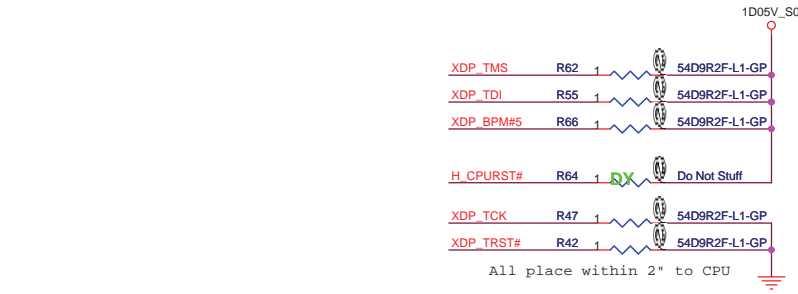 1D05V_S0
XDP_TMS R62 1 54D9R2F-L1-GP
XDP_TDI R55 1 54D9R2F-L1-GP
XDP_BPM#5 R66 1 54D9R2F-L1-GP
H_CPURST# R64 1 DY Do Not Stuff
XDP_TCK R47 1 54D9R2F-L1-GP
XDP_TRST# R42 1 54D9R2F-L1-GP
All place within 2" to CPU